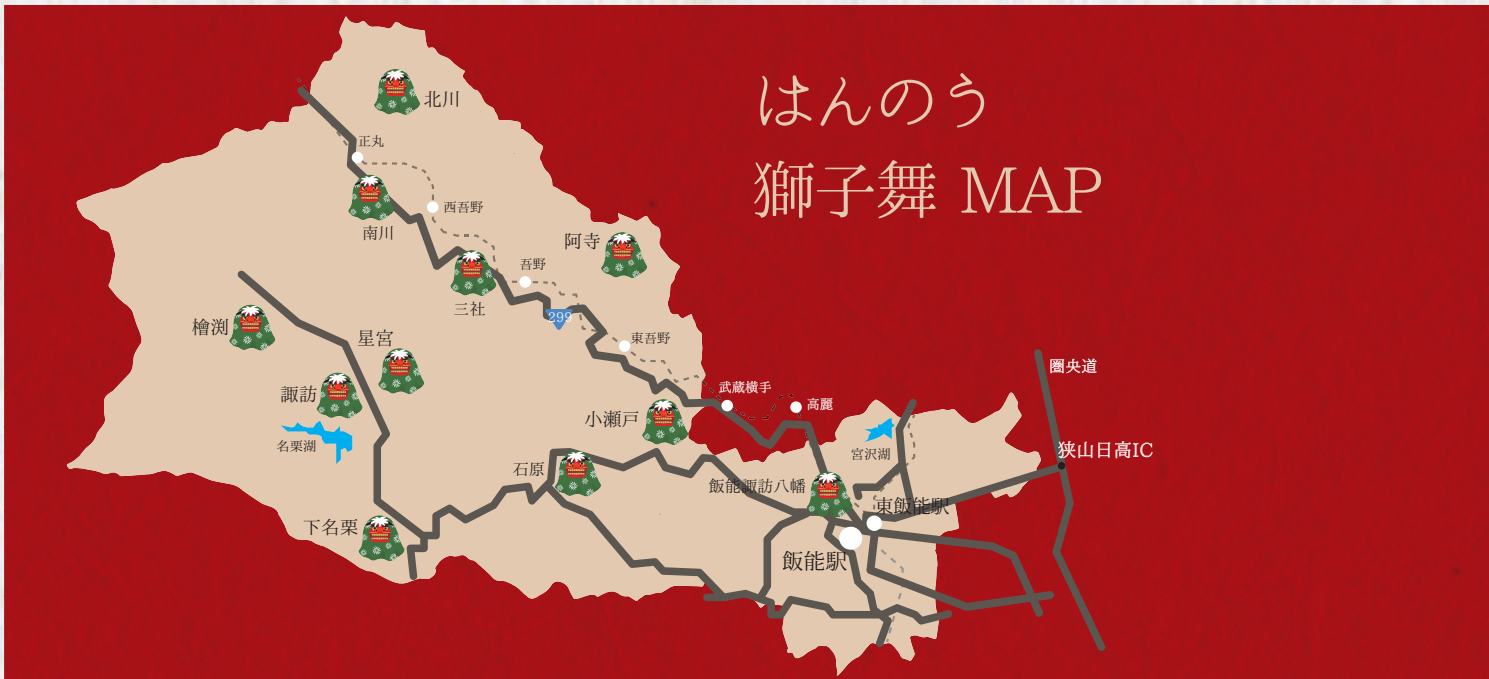 はんのう
獅子舞 MAP
北川
正丸
西吾野
南川
阿寺
吾野
三社
299
檜渕
星宮
東吾野
圏央道
諏訪
武蔵横手
高麗
小瀬戸
名栗湖
宮沢湖
狭山日高IC
石原
飯能諏訪八幡
東飯能駅
下名栗
飯能駅